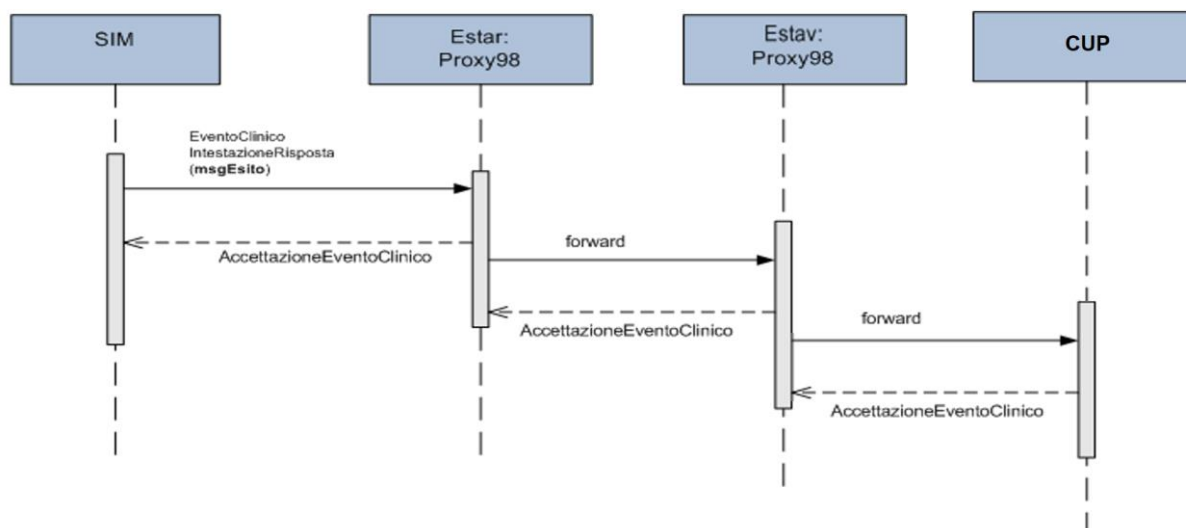 SIM
Estar:
Proxy98
Estav:
Proxy98
CUP
EventoClinico
IntestazioneRisposta
(msgEsito)
AccettazioneEventoClinico
forward
AccettazioneEventoClinico
forward
AccettazioneEventoClinico